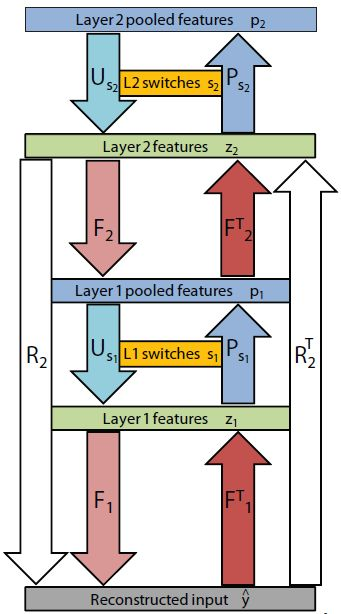 Layer 2 pooled features p₂
Uₛ₂ L2 switches s₂ Pₛ₂
Layer 2 features z₂
F₂ Fᵀ₂
Layer 1 pooled features p₁
R₂ Uₛ₁ L1 switches s₁ Pₛ₁ R₂ᵀ
Layer 1 features z₁
F₁ Fᵀ₁
Reconstructed input ŷ